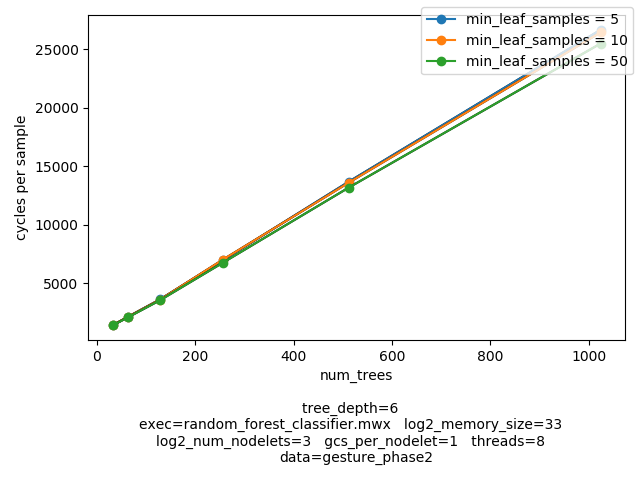 min_leaf_samples = 5
min_leaf_samples = 10
min_leaf_samples = 50
25000
20000
15000
10000
5000
cycles per sample
0 200 400 600 800 1000
num_trees
tree_depth=6
exec=random_forest_classifier.mwx log2_memory_size=33
log2_num_nodelets=3 gcs_per_nodelet=1 threads=8
data=gesture_phase2